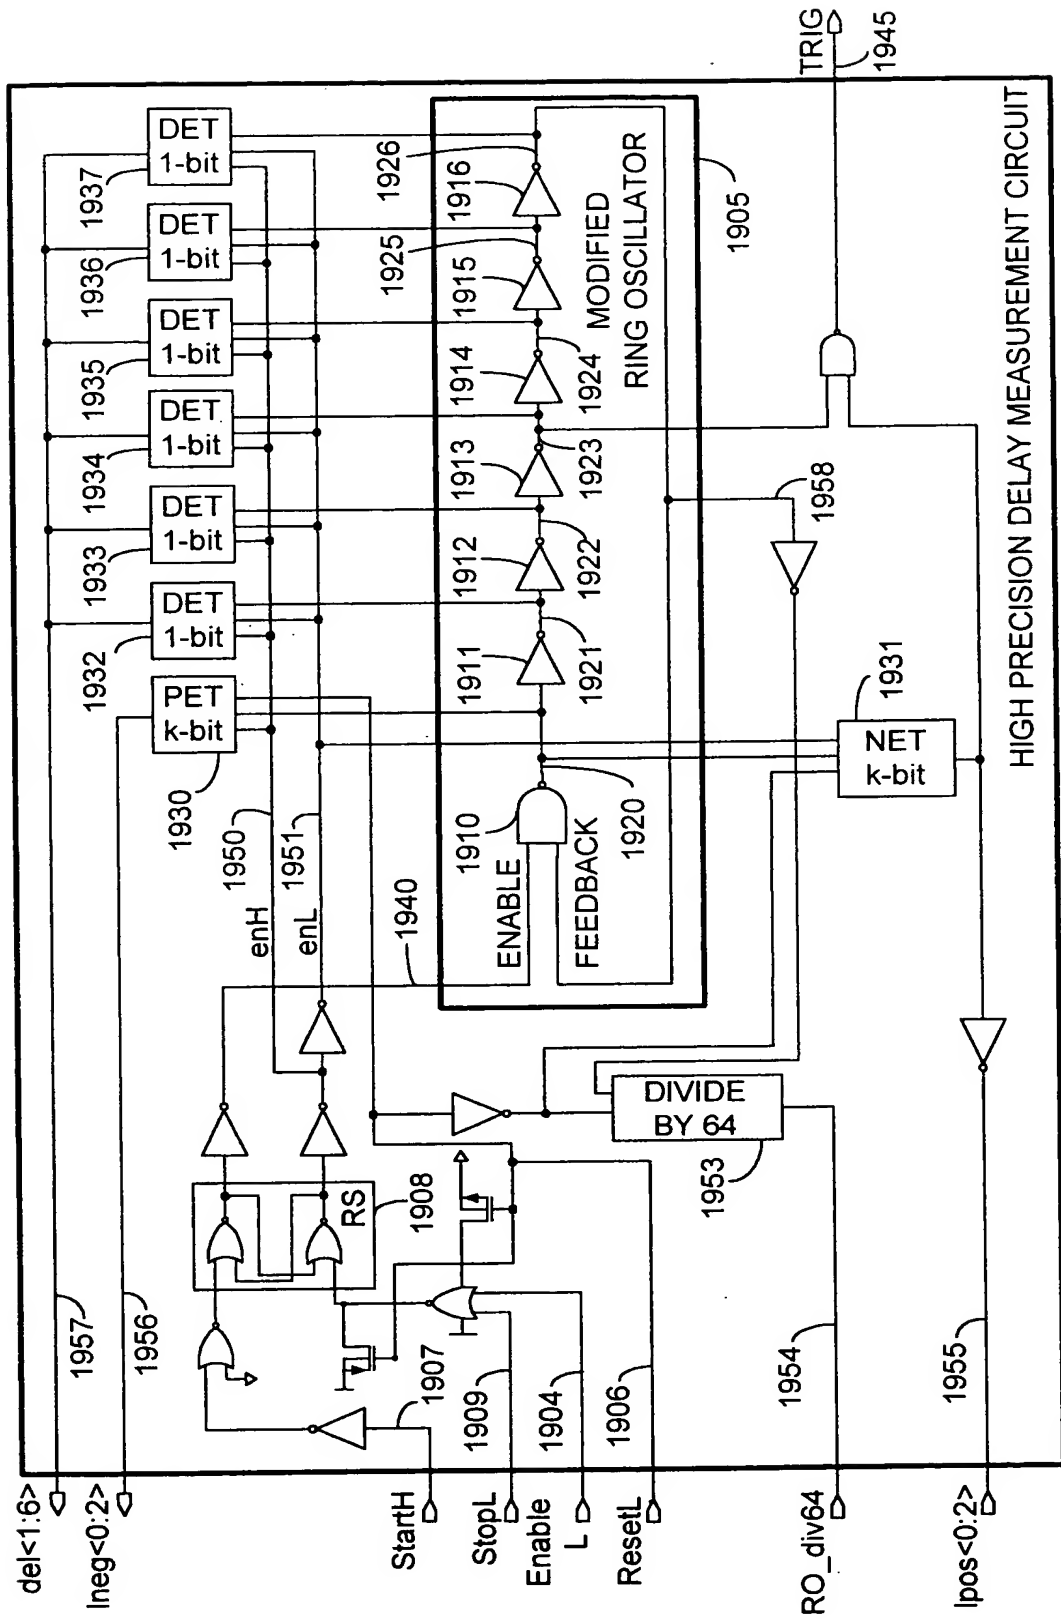 TRIG
1945
HIGH PRECISION DELAY MEASUREMENT CIRCUIT
DET
1-bit
1937
DET
1-bit
1936
DET
1-bit
1935
DET
1-bit
1934
DET
1-bit
1933
DET
1-bit
1932
PET
k-bit
1930
1950
1951
enH
enL
1940
1926
1916
1925
1915
1924
1914
1923
1913
1922
1912
1921
1911
1920
1910
ENABLE
FEEDBACK
MODIFIED
RING OSCILLATOR
1905
1958
1931
NET
k-bit
DIVIDE
BY 64
1953
RS
1908
1957
1956
1907
1909
1904
1906
1954
1955
del<1:6>
Ineg<0:2>
StartH
StopL
Enable
L
ResetL
RO_div64
Ipos<0:2>